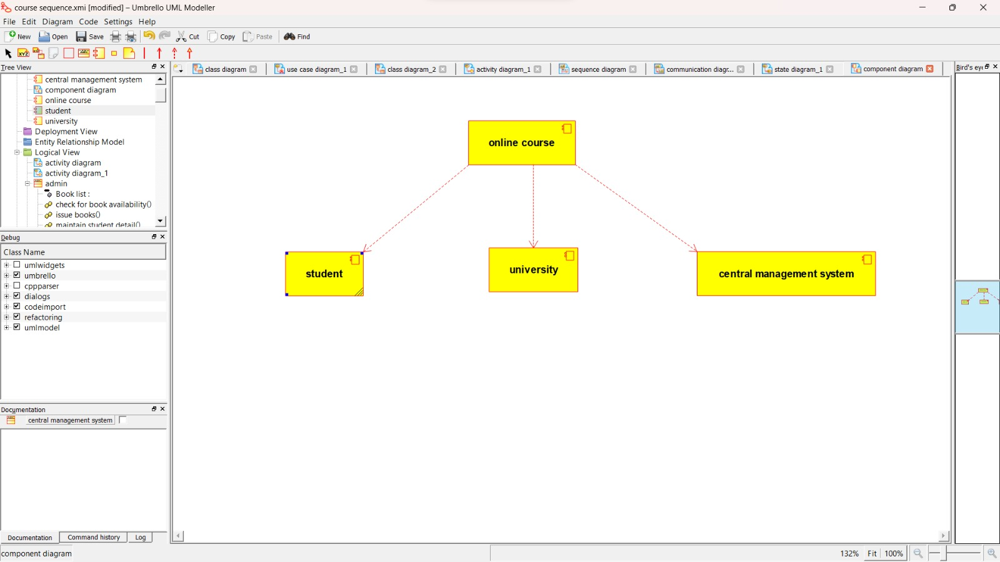 course sequence.xmi [modified] – Umbrello UML Modeller
File Edit Diagram Code Settings Help
New Open Save Cut Copy Paste Find
XYZ
Tree View
central management system
component diagram
online course
student
university
Deployment View
Entity Relationship Model
Logical View
activity diagram
activity diagram_1
admin
Book list :
check for book availability()
issue books()
maintain student detail()
Debug
Class Name
umlwidgets
umbrello
cppparser
dialogs
codeimport
refactoring
umlmodel
Documentation
central management system
Documentation Command history Log
component diagram
class diagram use case diagram_1 class diagram_2 activity diagram_1 sequence diagram communication diagr... state diagram_1 component diagram
online course
student
university
central management system
Bird's eye
132% Fit 100%